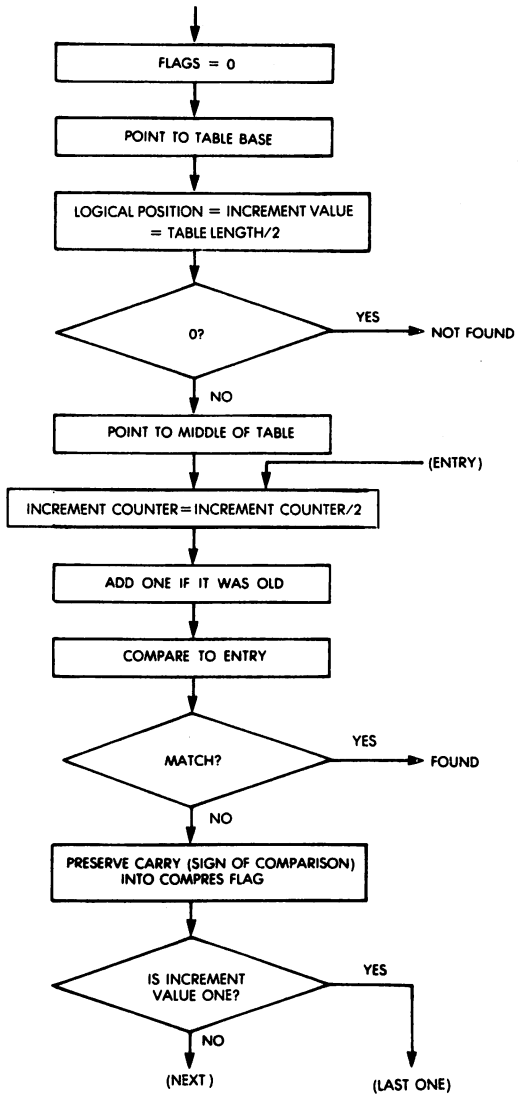 FLAGS = 0
POINT TO TABLE BASE
LOGICAL POSITION = INCREMENT VALUE
= TABLE LENGTH/2
0?
YES
NOT FOUND
NO
POINT TO MIDDLE OF TABLE
(ENTRY)
INCREMENT COUNTER=INCREMENT COUNTER/2
ADD ONE IF IT WAS OLD
COMPARE TO ENTRY
MATCH?
YES
FOUND
NO
PRESERVE CARRY (SIGN OF COMPARISON)
INTO COMPRES FLAG
IS INCREMENT
VALUE ONE?
YES
NO
(NEXT)
(LAST ONE)